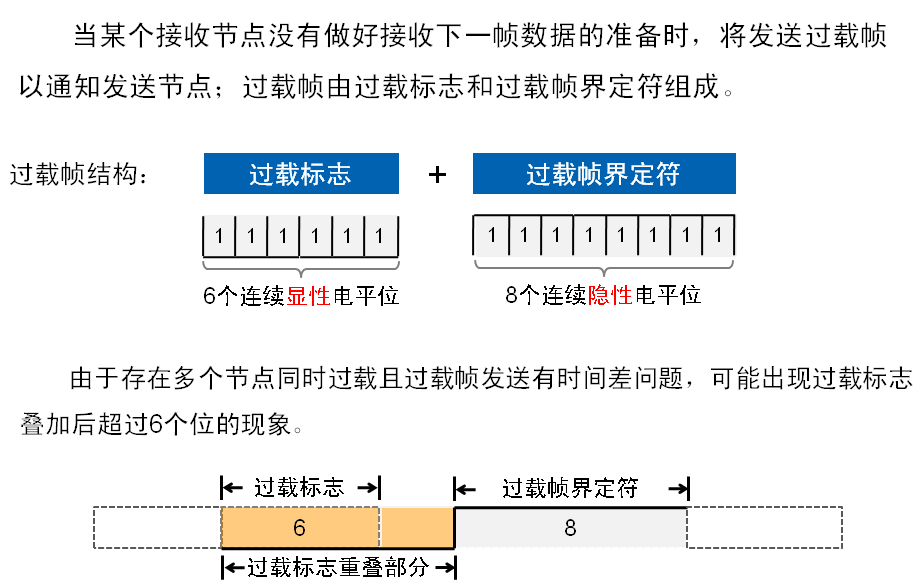 当某个接收节点没有做好接收下一帧数据的准备时，将发送过载帧
以通知发送节点；过载帧由过载标志和过载帧界定符组成。
过载帧结构： 过载标志 + 过载帧界定符
1 1 1 1 1 1 1 1 1 1 1 1 1 1
6个连续显性电平位 8个连续隐性电平位
由于存在多个节点同时过载且过载帧发送有时间差问题，可能出现过载标志
叠加后超过6个位的现象。
过载标志 过载帧界定符
6 8
过载标志重叠部分